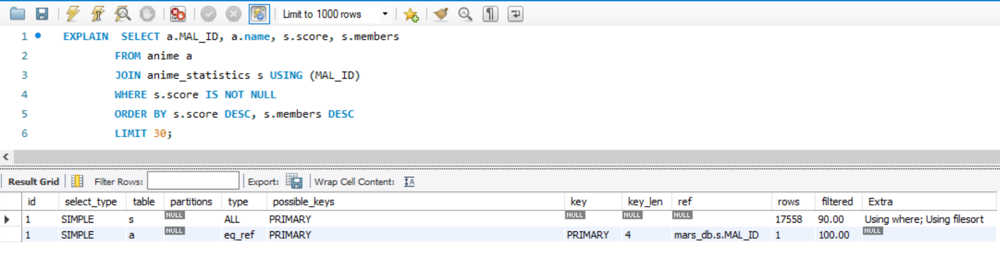 Limit to 1000 rows
1 EXPLAIN SELECT a.MAL_ID, a.name, s.score, s.members
2 FROM anime a
3 JOIN anime_statistics s USING (MAL_ID)
4 WHERE s.score IS NOT NULL
5 ORDER BY s.score DESC, s.members DESC
6 LIMIT 30;
Result Grid Filter Rows: Export: Wrap Cell Content: IA
id select_type table partitions type possible_keys key key_len ref rows filtered Extra
1 SIMPLE s NULL ALL PRIMARY NULL NULL NULL 17558 90.00 Using where; Using filesort
1 SIMPLE a NULL eq_ref PRIMARY PRIMARY 4 mars_db.s.MAL_ID 1 100.00 NULL